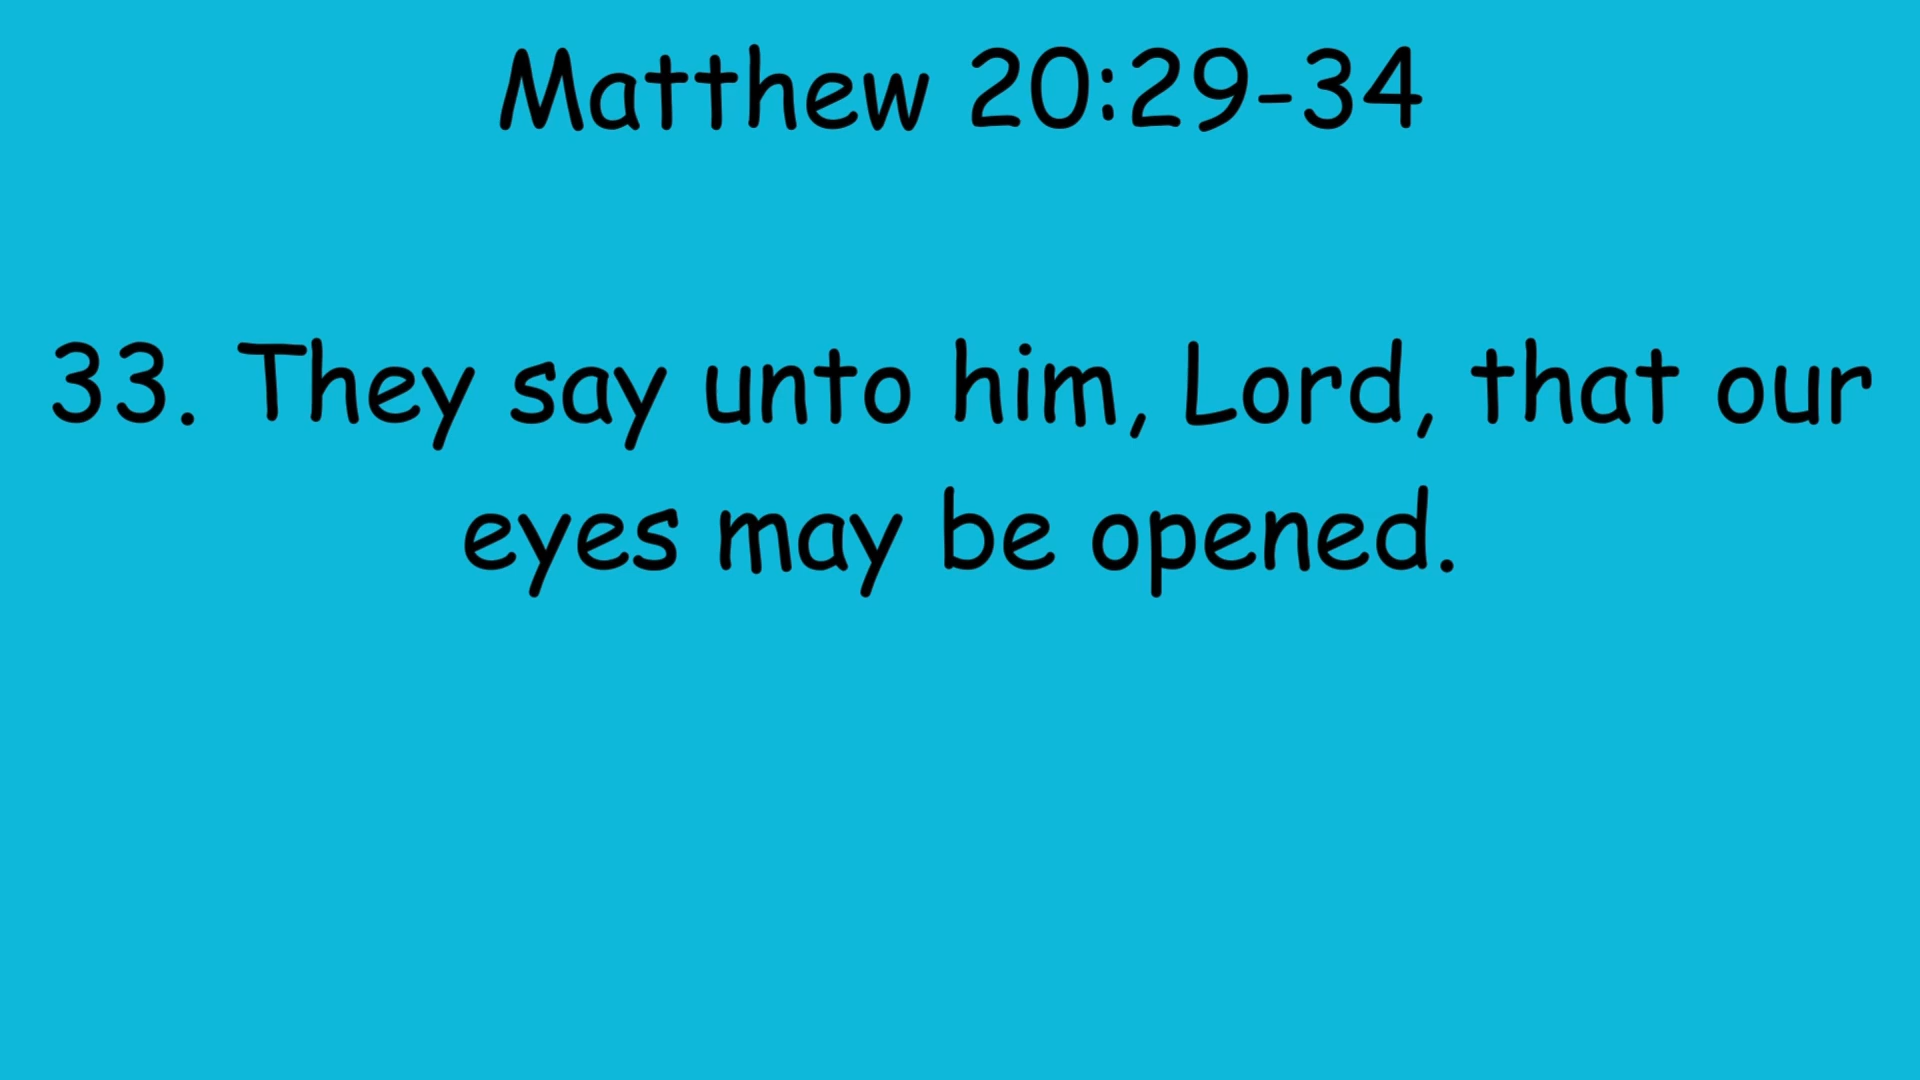 Matthew 20:29-34
33. They say unto him, Lord, that our
eyes may be opened.